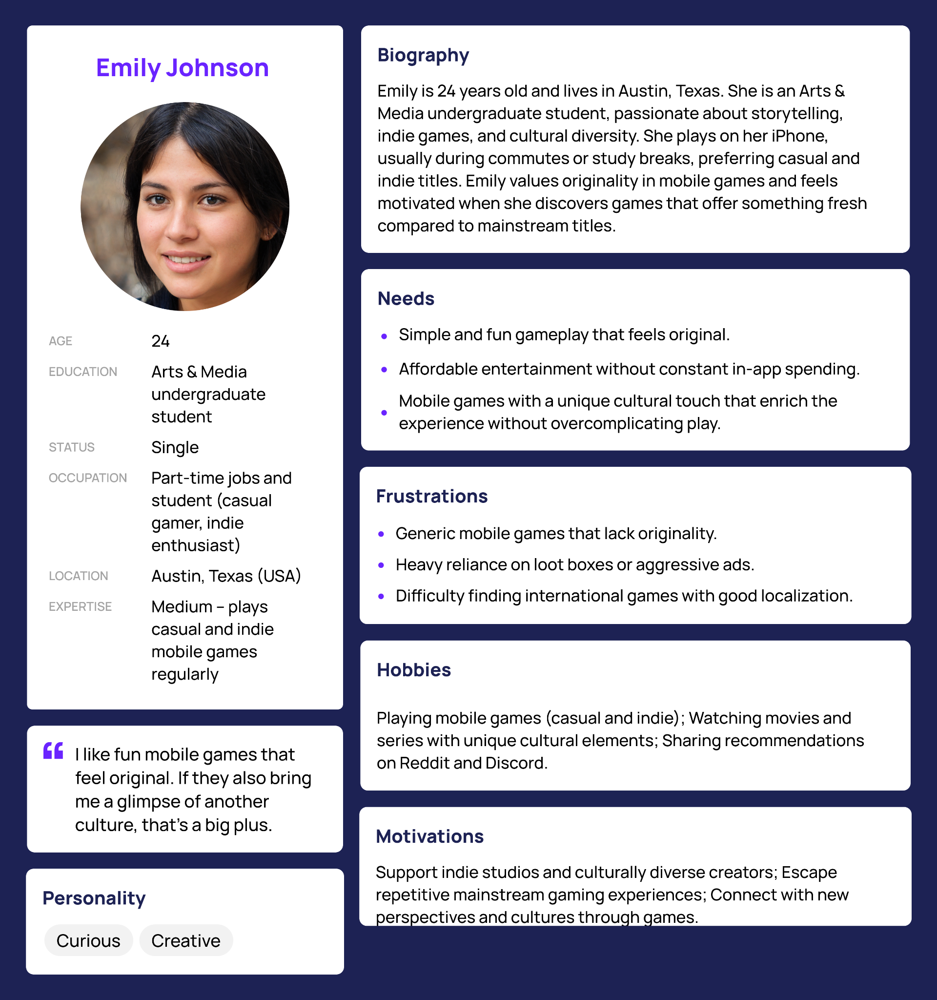 Emily Johnson
AGE 24
EDUCATION Arts & Media
undergraduate
student
STATUS Single
OCCUPATION Part-time jobs and
student (casual
gamer, indie
enthusiast)
LOCATION Austin, Texas (USA)
EXPERTISE Medium – plays
casual and indie
mobile games
regularly
“ I like fun mobile games that
feel original. If they also bring
me a glimpse of another
culture, that’s a big plus.
Personality
Curious Creative
Biography
Emily is 24 years old and lives in Austin, Texas. She is an Arts &
Media undergraduate student, passionate about storytelling,
indie games, and cultural diversity. She plays on her iPhone,
usually during commutes or study breaks, preferring casual and
indie titles. Emily values originality in mobile games and feels
motivated when she discovers games that offer something fresh
compared to mainstream titles.
Needs
• Simple and fun gameplay that feels original.
• Affordable entertainment without constant in-app spending.
• Mobile games with a unique cultural touch that enrich the
experience without overcomplicating play.
Frustrations
• Generic mobile games that lack originality.
• Heavy reliance on loot boxes or aggressive ads.
• Difficulty finding international games with good localization.
Hobbies
Playing mobile games (casual and indie); Watching movies and
series with unique cultural elements; Sharing recommendations
on Reddit and Discord.
Motivations
Support indie studios and culturally diverse creators; Escape
repetitive mainstream gaming experiences; Connect with new
perspectives and cultures through games.